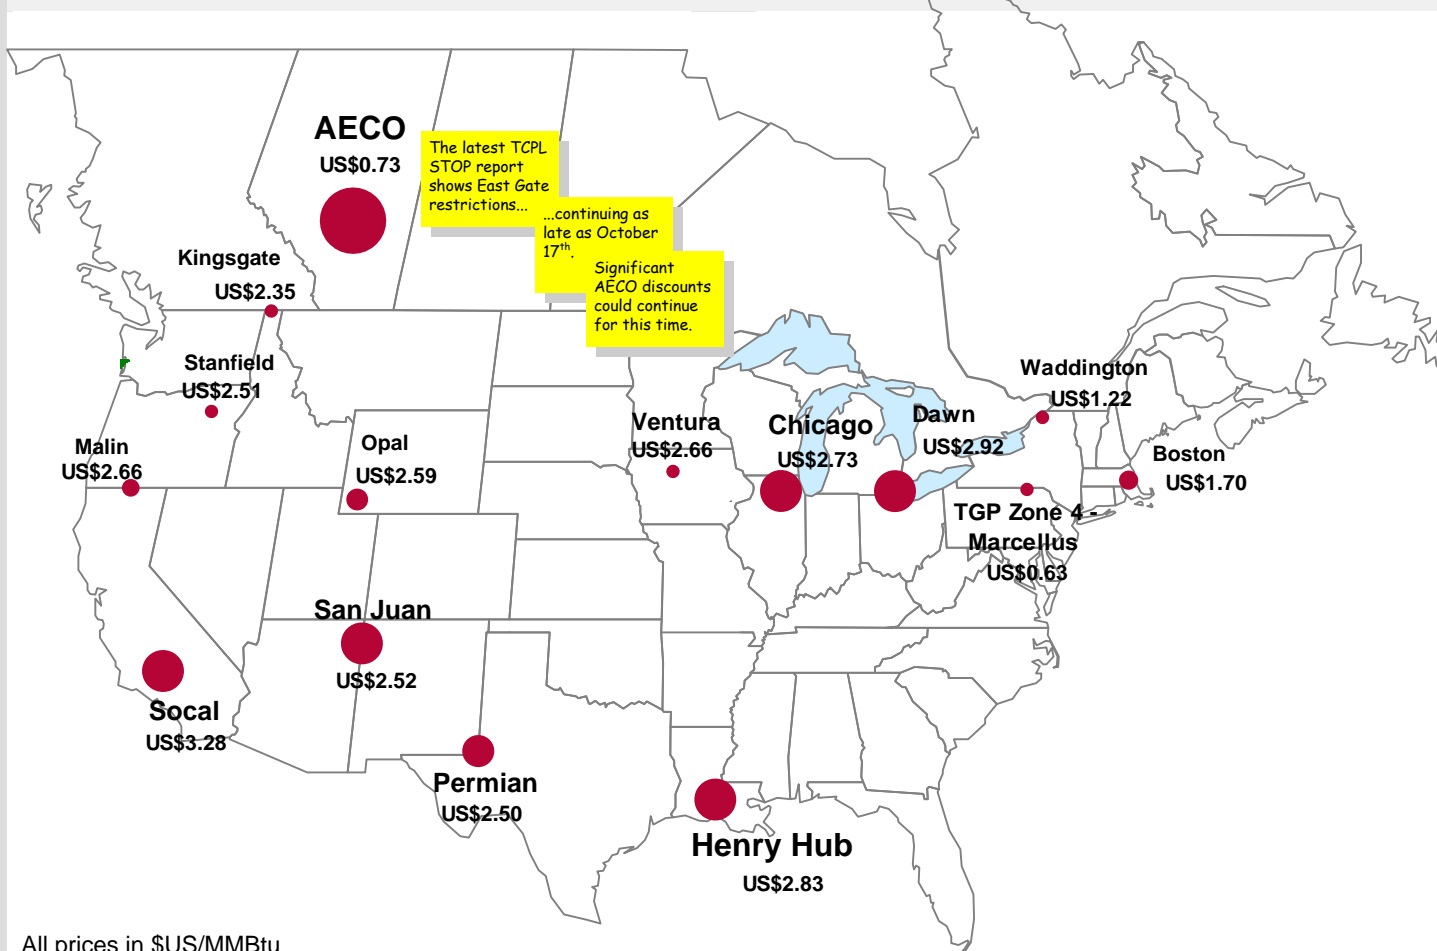 AECO
US$0.73
The latest TCPL
STOP report
shows East Gate
restrictions...
...continuing as
late as October
17th.
Significant
AECO discounts
could continue
for this time.
Kingsgate
US$2.35
Stanfield
US$2.51
Malin
US$2.66
Opal
US$2.59
Ventura
US$2.66
Chicago
US$2.73
Dawn
US$2.92
Waddington
US$1.22
Boston
US$1.70
TGP Zone 4 -
Marcellus
US$0.63
San Juan
US$2.52
Socal
US$3.28
Permian
US$2.50
Henry Hub
US$2.83
All prices in $US/MMBtu